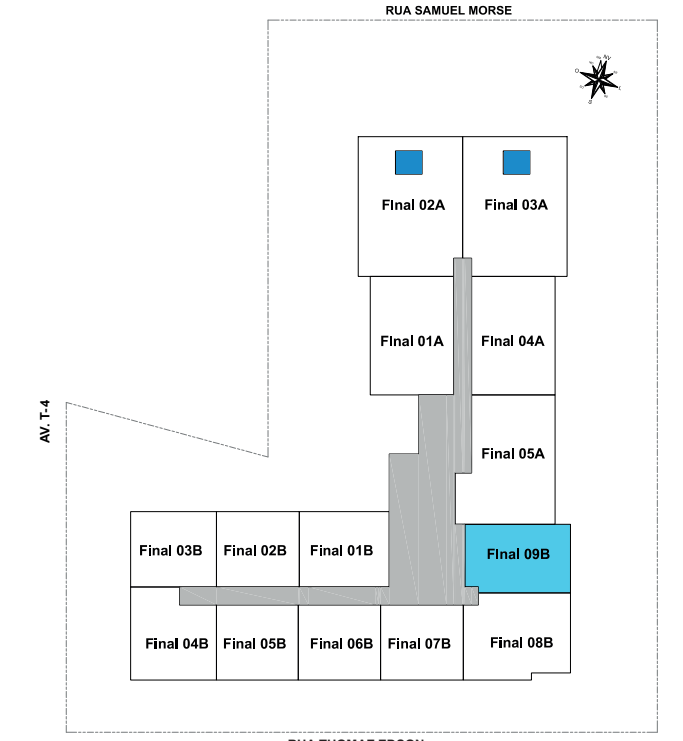 RUA SAMUEL MORSE
FInal 02A
FInal 03A
FInal 01A
FInal 04A
AV. T-4
Final 05A
Final 03B
Final 02B
Final 01B
FInal 09B
Final 04B
Final 05B
Final 06B
Final 07B
Final 08B